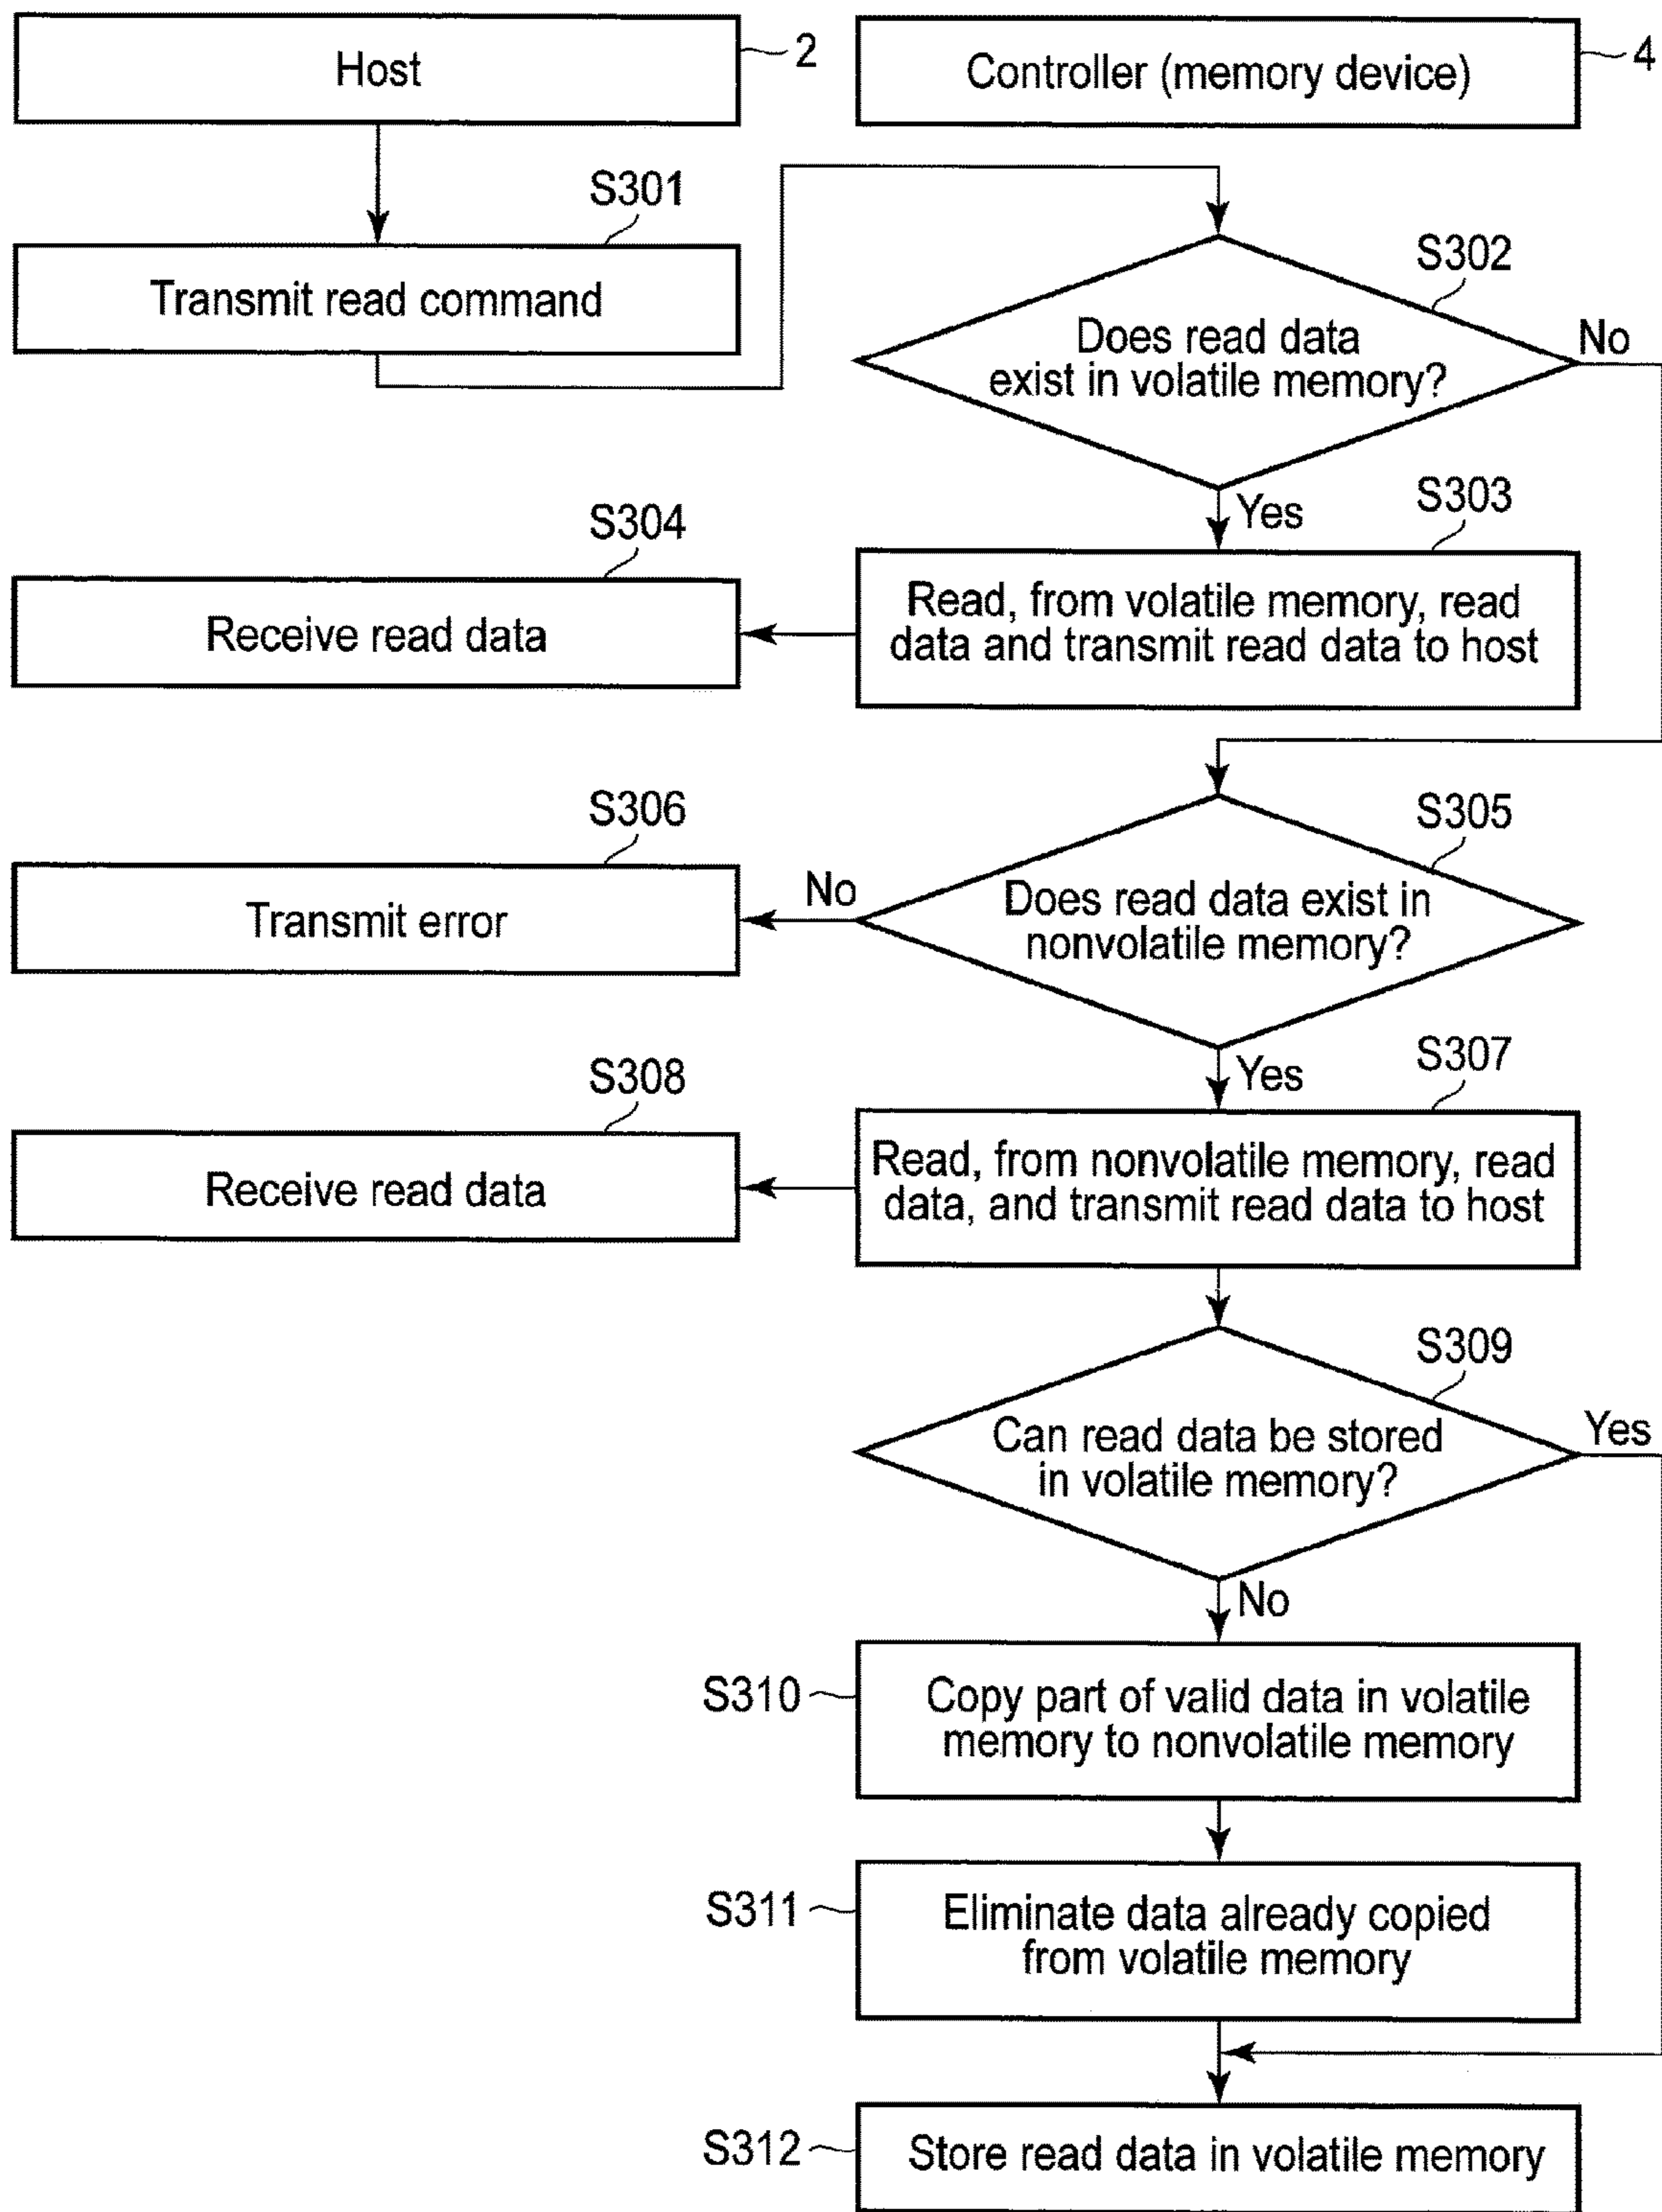 Host
2
Controller (memory device)
4
S301
Transmit read command
S302
Does read data
exist in volatile memory?
No
Yes
S303
Read, from volatile memory, read
data and transmit read data to host
S304
Receive read data
S305
Does read data exist in
nonvolatile memory?
No
S306
Transmit error
Yes
S307
Read, from nonvolatile memory, read
data, and transmit read data to host
S308
Receive read data
S309
Can read data be stored
in volatile memory?
Yes
No
S310
Copy part of valid data in volatile
memory to nonvolatile memory
S311
Eliminate data already copied
from volatile memory
S312
Store read data in volatile memory